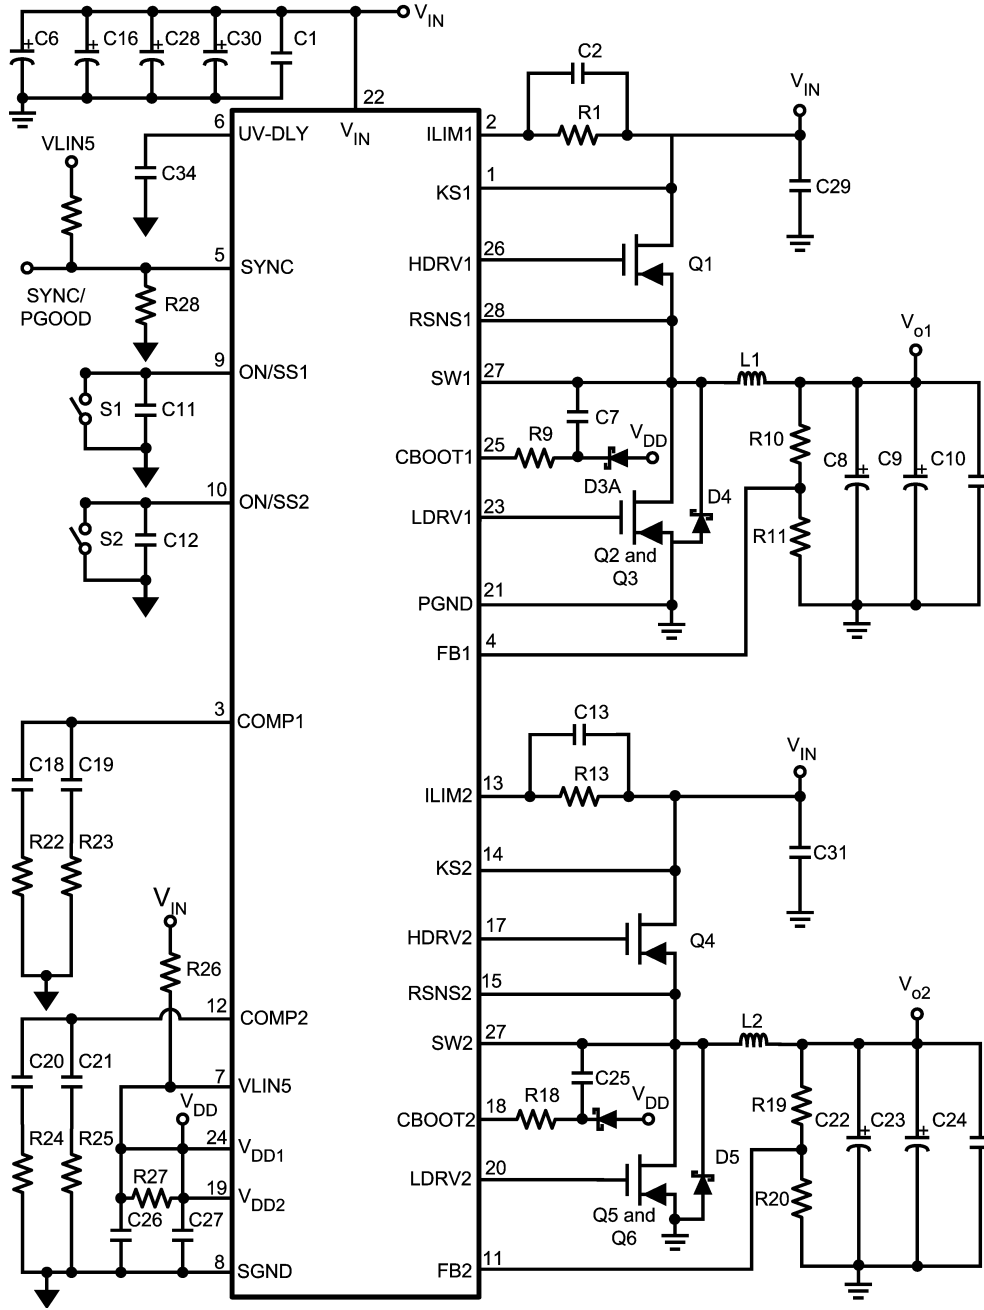 C6
C16
C28
C30
C1
VIN
22
VIN
6
UV-DLY
C34
VLIN5
5
SYNC
SYNC/
PGOOD
R28
9
ON/SS1
S1
C11
10
ON/SS2
S2
C12
3
COMP1
C18
C19
R22
R23
VIN
R26
12
COMP2
C20
C21
7
VLIN5
VDD
R24
R25
24
VDD1
R27
19
VDD2
C26
C27
8
SGND
C2
R1
ILIM1
2
VIN
C29
1
KS1
HDRV1
26
Q1
RSNS1
28
SW1
27
L1
Vo1
C7
R9
VDD
CBOOT1
25
D3A
R10
C8
C9
C10
LDRV1
23
D4
Q2 and
Q3
R11
PGND
21
FB1
4
C13
R13
ILIM2
13
VIN
C31
KS2
14
HDRV2
17
Q4
RSNS2
15
SW2
27
L2
Vo2
C25
R18
VDD
CBOOT2
18
R19
C22
C23
C24
LDRV2
20
D5
Q5 and
Q6
R20
FB2
11